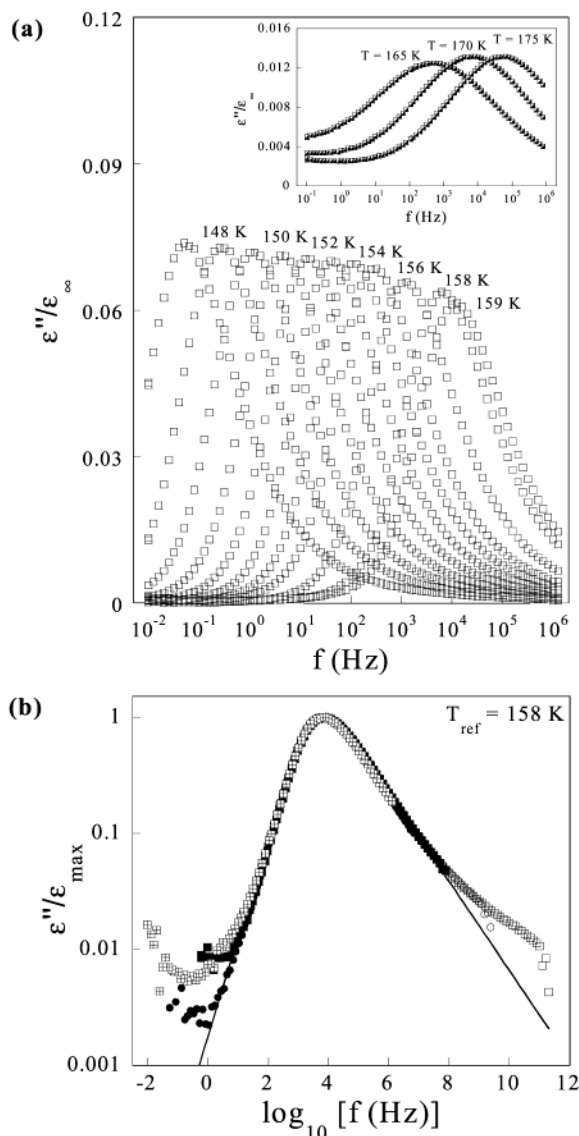 (a)
0.12
0.09
0.06
0.03
0
ε"/ε∞
148 K
150 K
152 K
154 K
156 K
158 K
159 K
10⁻² 10⁻¹ 10⁰ 10¹ 10² 10³ 10⁴ 10⁵ 10⁶
f (Hz)
0.016
0.012
0.008
0.004
0
ε"/ε∞
T = 165 K
T = 170 K
T = 175 K
10⁻¹ 10⁰ 10¹ 10² 10³ 10⁴ 10⁵ 10⁶
f (Hz)
(b)
T_ref = 158 K
1
0.1
0.01
0.001
ε"/ε_max
-2 0 2 4 6 8 10 12
log₁₀ [f (Hz)]